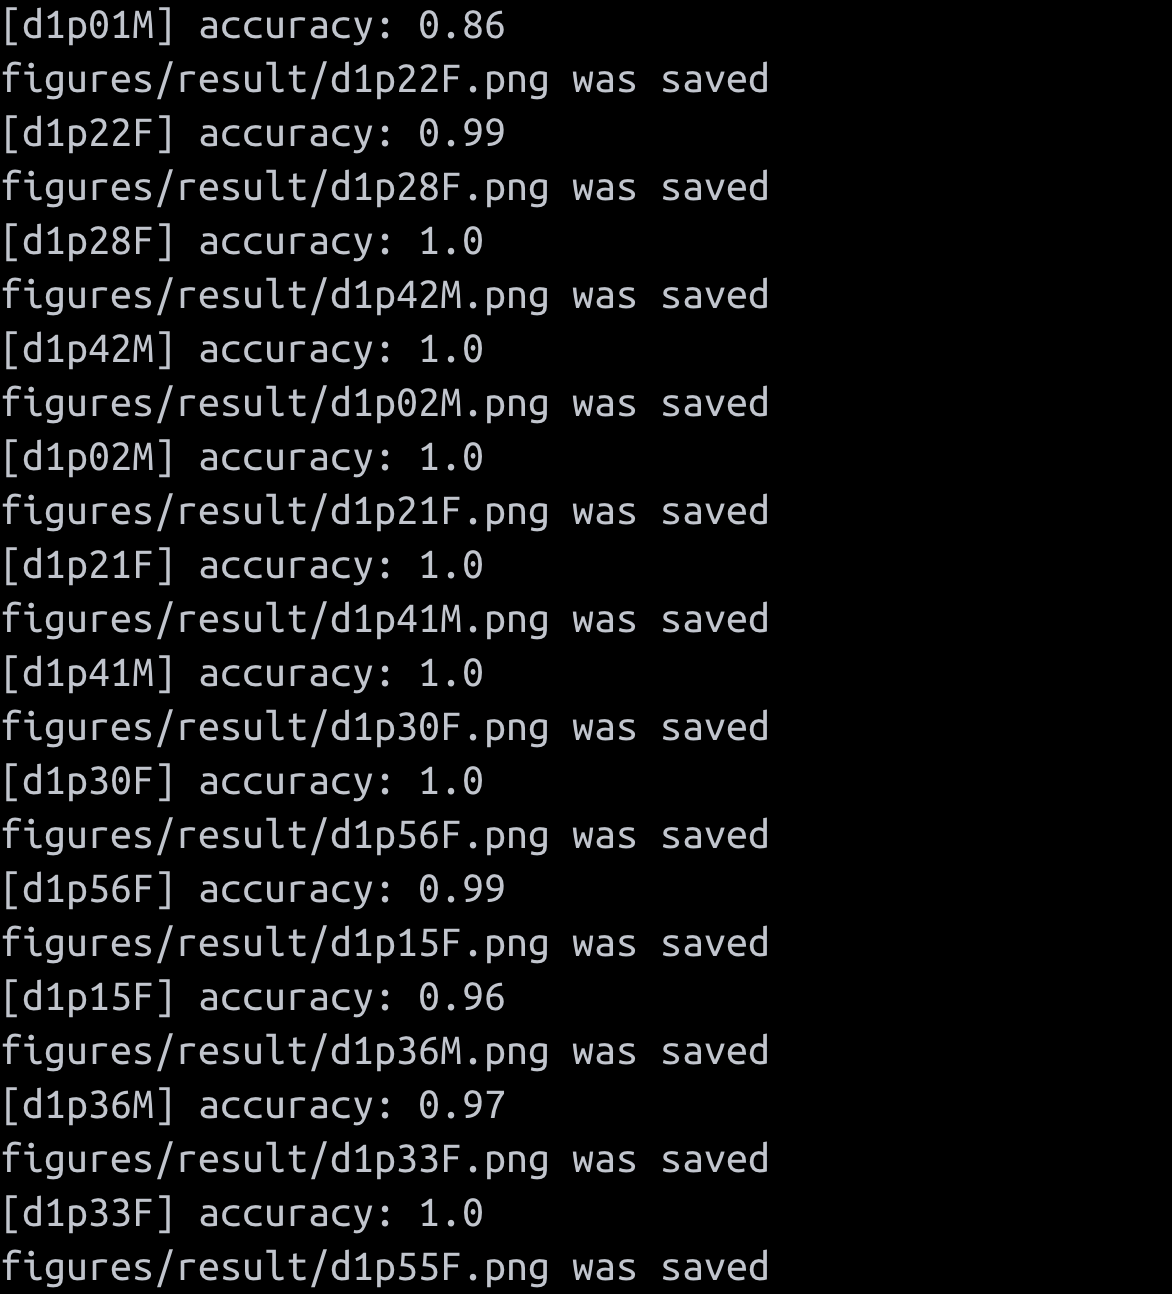 [d1p01M] accuracy: 0.86
figures/result/d1p22F.png was saved
[d1p22F] accuracy: 0.99
figures/result/d1p28F.png was saved
[d1p28F] accuracy: 1.0
figures/result/d1p42M.png was saved
[d1p42M] accuracy: 1.0
figures/result/d1p02M.png was saved
[d1p02M] accuracy: 1.0
figures/result/d1p21F.png was saved
[d1p21F] accuracy: 1.0
figures/result/d1p41M.png was saved
[d1p41M] accuracy: 1.0
figures/result/d1p30F.png was saved
[d1p30F] accuracy: 1.0
figures/result/d1p56F.png was saved
[d1p56F] accuracy: 0.99
figures/result/d1p15F.png was saved
[d1p15F] accuracy: 0.96
figures/result/d1p36M.png was saved
[d1p36M] accuracy: 0.97
figures/result/d1p33F.png was saved
[d1p33F] accuracy: 1.0
figures/result/d1p55F.png was saved